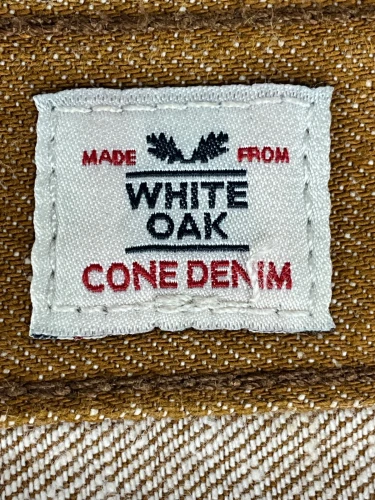 MADE FROM
WHITE
OAK
CONE DENIM